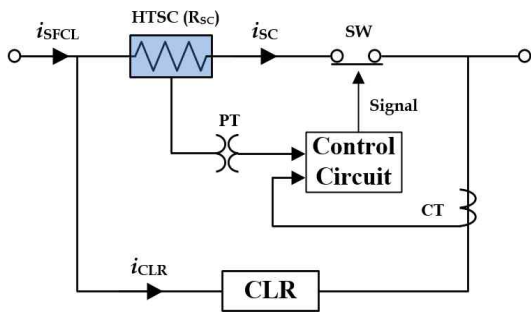 HTSC (RSC)
iSFCL
iSC
SW
PT
Signal
Control
Circuit
CT
iCLR
CLR